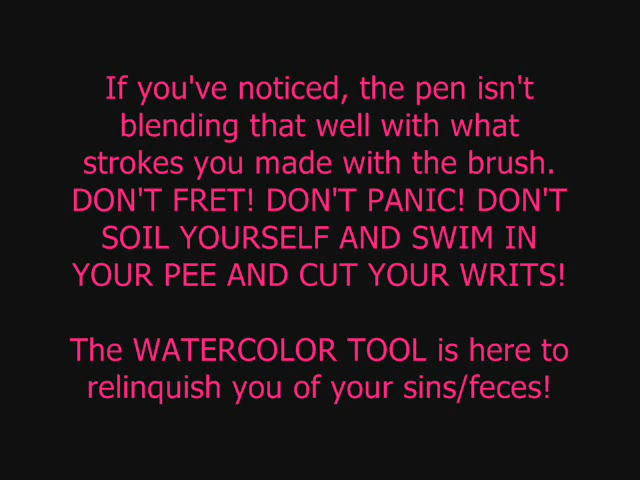 If you've noticed, the pen isn't
blending that well with what
strokes you made with the brush.
DON'T FRET! DON'T PANIC! DON'T
SOIL YOURSELF AND SWIM IN
YOUR PEE AND CUT YOUR WRITS!
The WATERCOLOR TOOL is here to
relinquish you of your sins/feces!